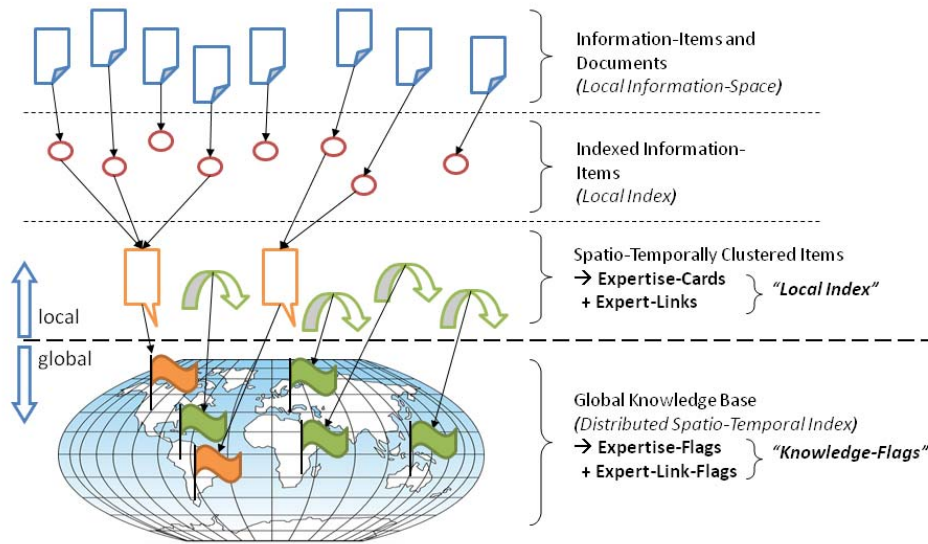 Information-Items and
Documents
(Local Information-Space)
Indexed Information-
Items
(Local Index)
Spatio-Temporally Clustered Items
→ Expertise-Cards
+ Expert-Links
“Local Index”
local
global
Global Knowledge Base
(Distributed Spatio-Temporal Index)
→ Expertise-Flags
+ Expert-Link-Flags
“Knowledge-Flags”